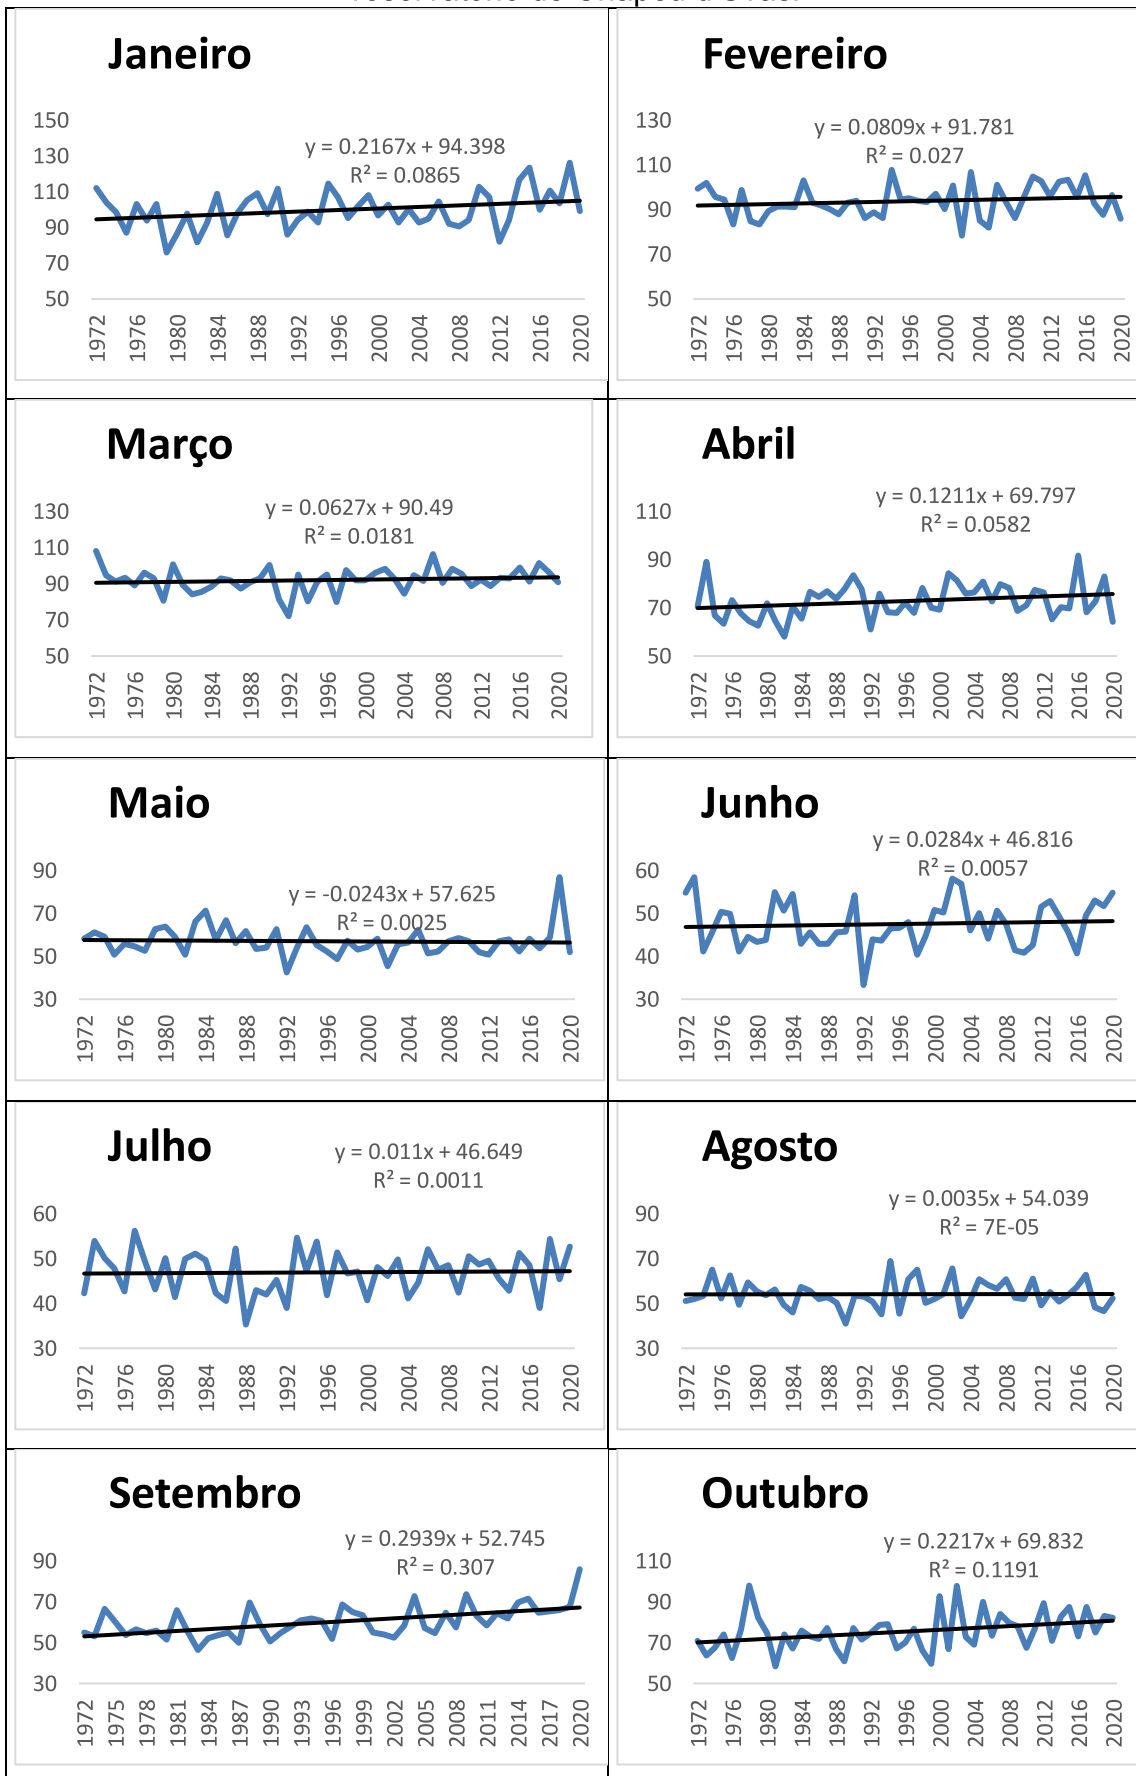 Janeiro
y = 0.2167x + 94.398
R² = 0.0865
150
130
110
90
70
50
1972 1976 1980 1984 1988 1992 1996 2000 2004 2008 2012 2016 2020
Fevereiro
y = 0.0809x + 91.781
R² = 0.027
130
110
90
70
50
1972 1976 1980 1984 1988 1992 1996 2000 2004 2008 2012 2016 2020
Março
y = 0.0627x + 90.49
R² = 0.0181
130
110
90
70
50
1972 1976 1980 1984 1988 1992 1996 2000 2004 2008 2012 2016 2020
Abril
y = 0.1211x + 69.797
R² = 0.0582
110
90
70
50
1972 1976 1980 1984 1988 1992 1996 2000 2004 2008 2012 2016 2020
Maio
y = -0.0243x + 57.625
R² = 0.0025
90
70
50
30
1972 1976 1980 1984 1988 1992 1996 2000 2004 2008 2012 2016 2020
Junho
y = 0.0284x + 46.816
R² = 0.0057
60
50
40
30
1972 1976 1980 1984 1988 1992 1996 2000 2004 2008 2012 2016 2020
Julho
y = 0.011x + 46.649
R² = 0.0011
60
50
40
30
1972 1976 1980 1984 1988 1992 1996 2000 2004 2008 2012 2016 2020
Agosto
y = 0.0035x + 54.039
R² = 7E-05
90
70
50
30
1972 1976 1980 1984 1988 1992 1996 2000 2004 2008 2012 2016 2020
Setembro
y = 0.2939x + 52.745
R² = 0.307
90
70
50
30
1972 1975 1978 1981 1984 1987 1990 1993 1996 1999 2002 2005 2008 2011 2014 2017 2020
Outubro
y = 0.2217x + 69.832
R² = 0.1191
110
90
70
50
1972 1976 1980 1984 1988 1992 1996 2000 2004 2008 2012 2016 2020